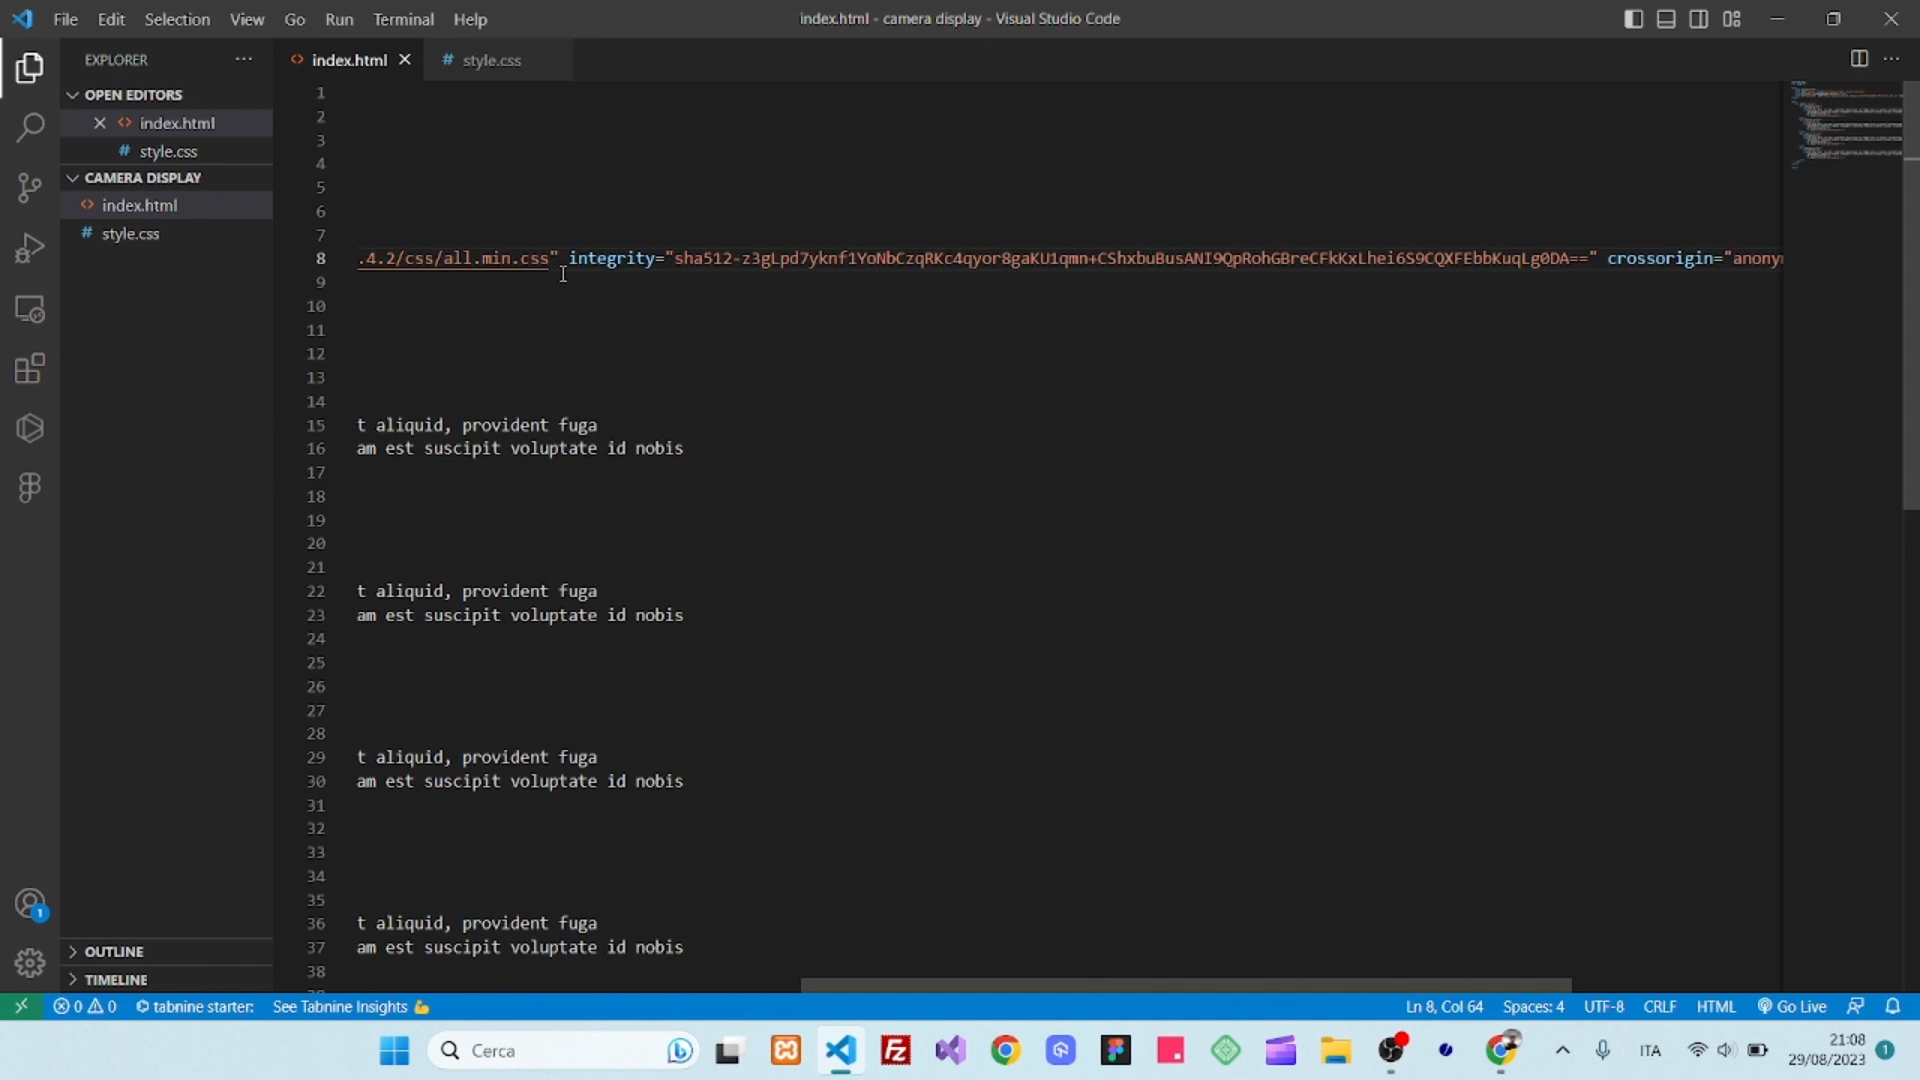 File Edit Selection View Go Run Terminal Help
index.html - camera display - Visual Studio Code
EXPLORER
index.html
style.css
OPEN EDITORS
index.html
style.css
CAMERA DISPLAY
index.html
style.css
1
2
3
4
5
6
7
8 .4.2/css/all.min.css" integrity="sha512-z3gLpd7yknf1YoNbCzqRKc4qyor8gaKU1qmn+CShxbuBusANI9QpRohGBreCFkKxLhei6S9CQXFEbbKuqLg0DA==" crossorigin="anony
9
10
11
12
13
14
15 t aliquid, provident fuga
16 am est suscipit voluptate id nobis
17
18
19
20
21
22 t aliquid, provident fuga
23 am est suscipit voluptate id nobis
24
25
26
27
28
29 t aliquid, provident fuga
30 am est suscipit voluptate id nobis
31
32
33
34
35
36 t aliquid, provident fuga
37 am est suscipit voluptate id nobis
38
1
OUTLINE
TIMELINE
0 0 tabnine starter: See Tabnine Insights Ln 8, Col 64 Spaces: 4 UTF-8 CRLF HTML Go Live
Cerca
Fz
ITA
21:08
29/08/2023
1